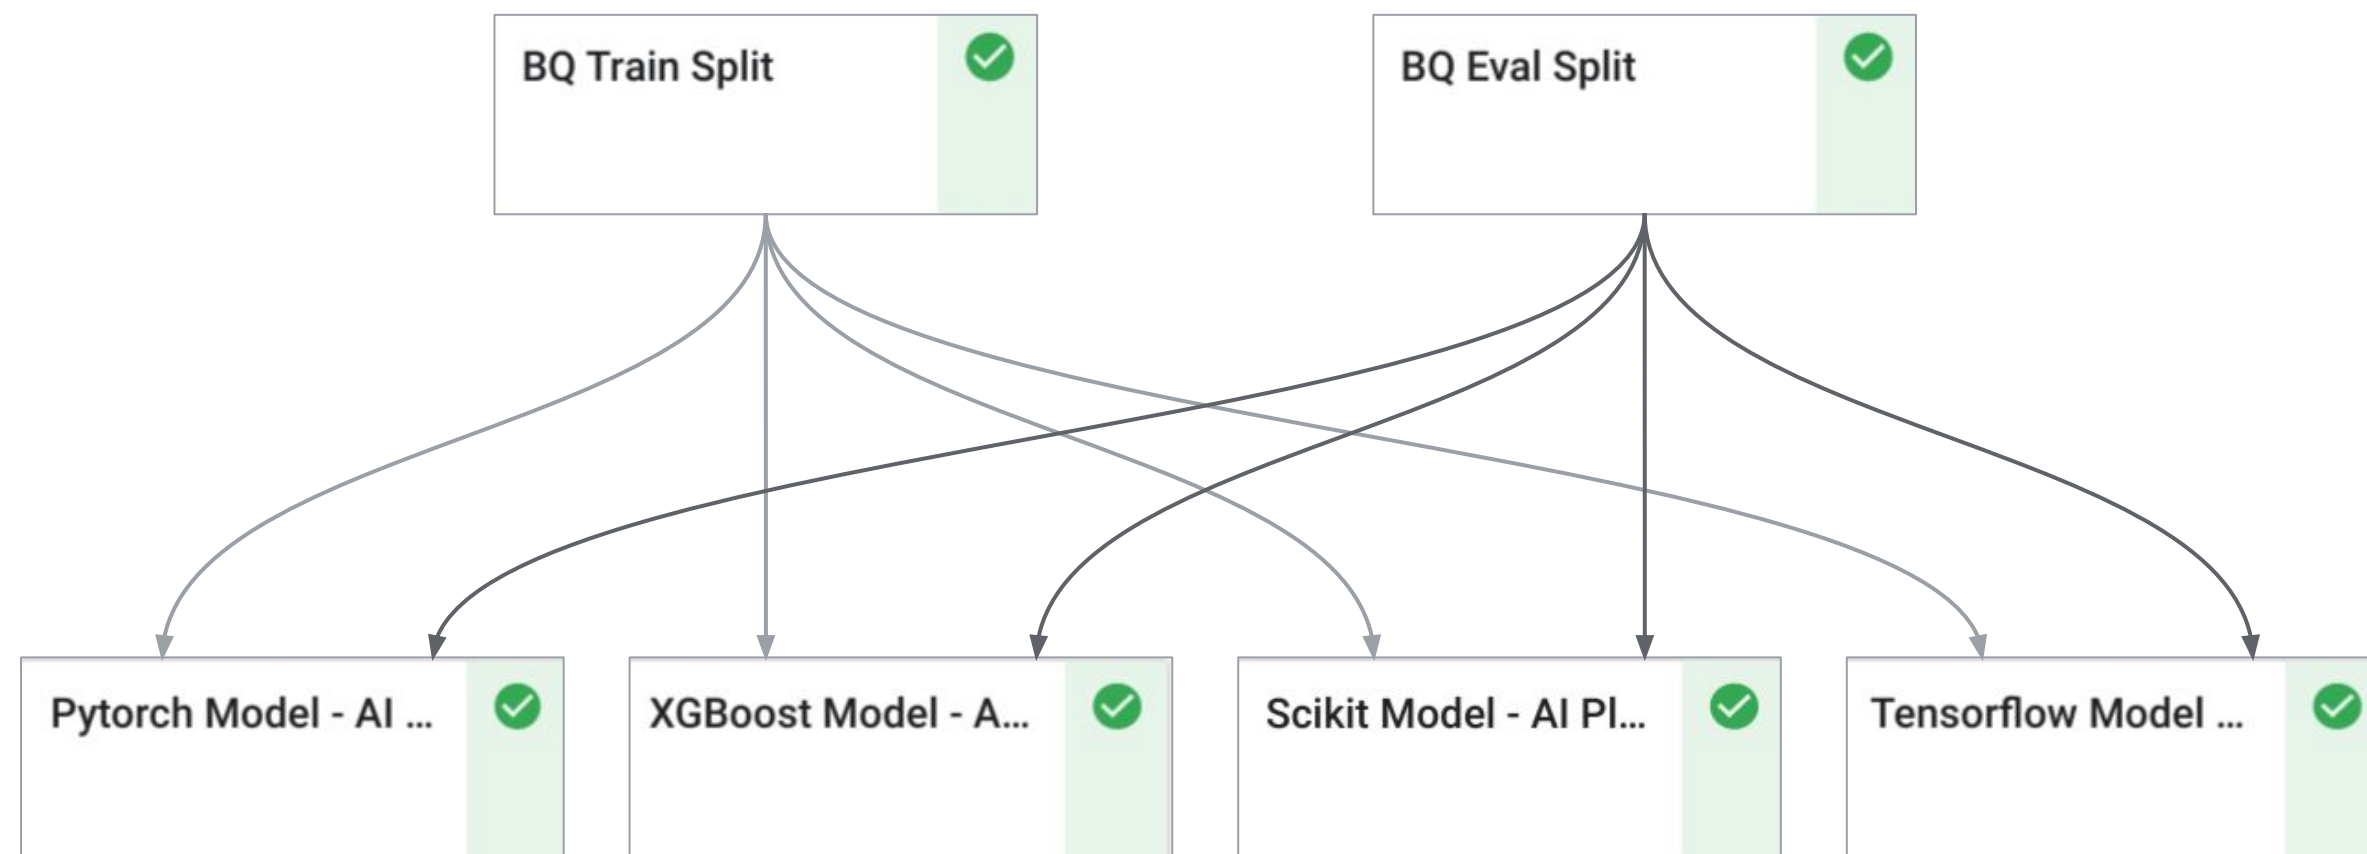 BQ Train Split
BQ Eval Split
Pytorch Model - AI ...
XGBoost Model - A...
Scikit Model - AI Pl...
Tensorflow Model ...